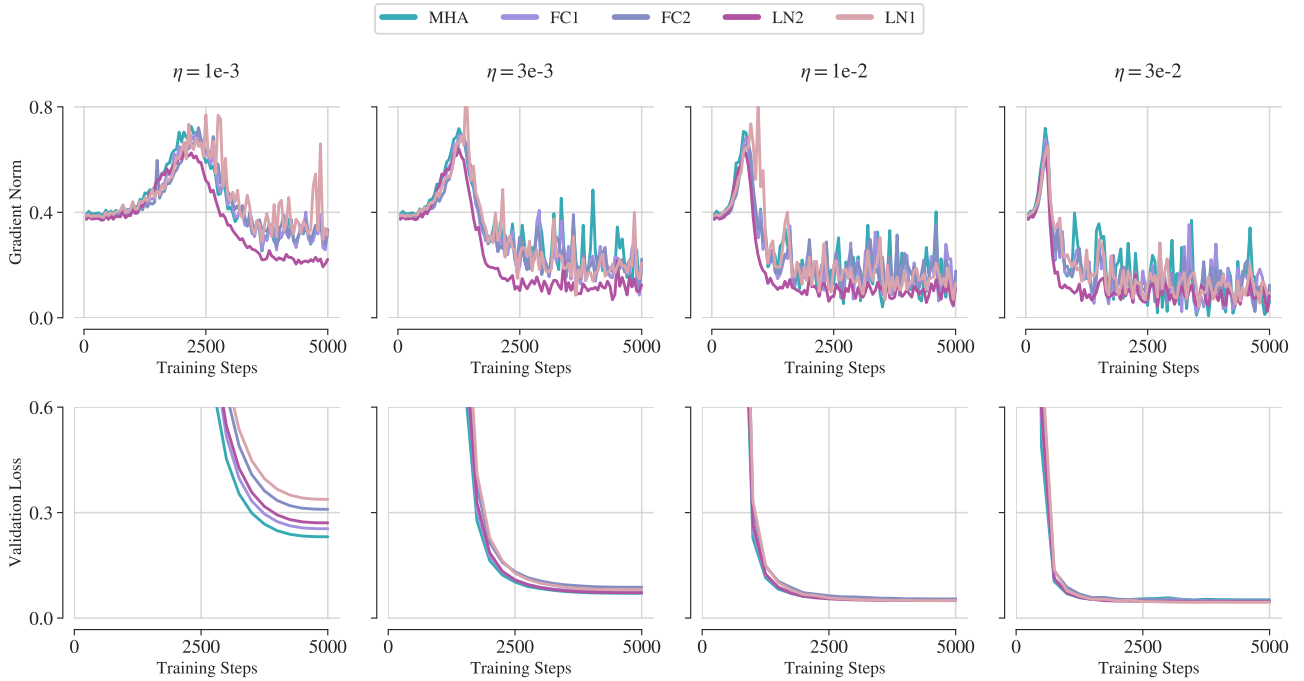 MHA FC1 FC2 LN2 LN1
η = 1e-3 η = 3e-3 η = 1e-2 η = 3e-2
Gradient Norm
0.8
0.4
0.0
0 2500 5000 0 2500 5000 0 2500 5000 0 2500 5000
Training Steps Training Steps Training Steps Training Steps
Validation Loss
0.6
0.3
0.0
0 2500 5000 0 2500 5000 0 2500 5000 0 2500 5000
Training Steps Training Steps Training Steps Training Steps